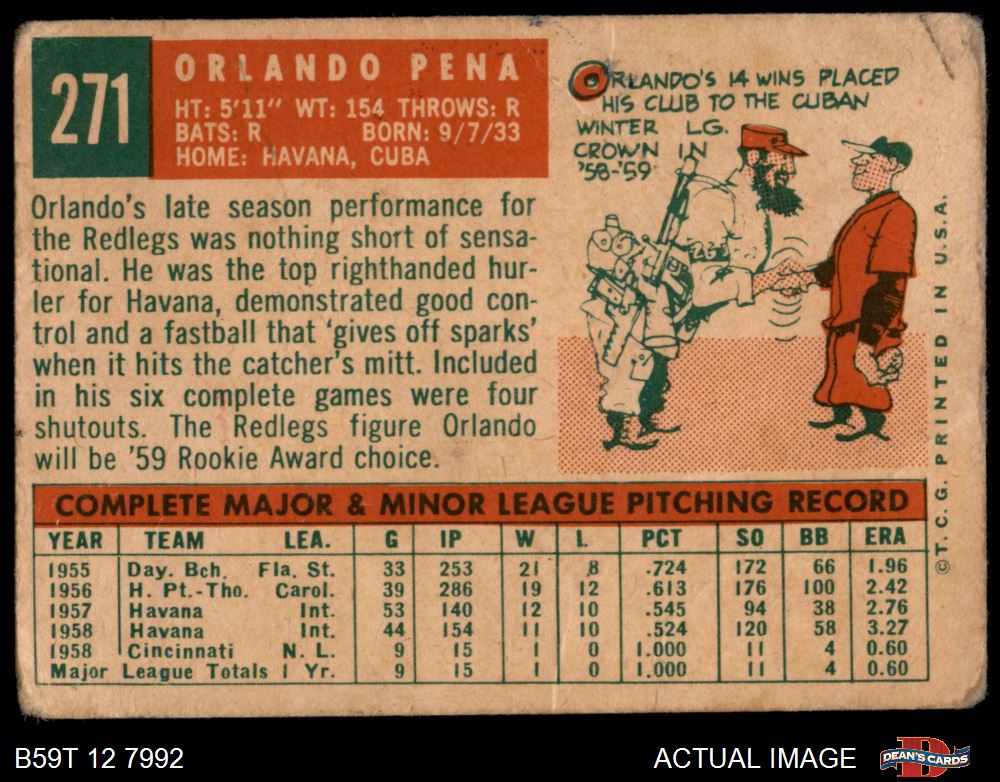 271
ORLANDO PENA
HT: 5'11" WT: 154 THROWS: R
BATS: R BORN: 9/7/33
HOME: HAVANA, CUBA
Orlando's late season performance for
the Redlegs was nothing short of sensa-
tional. He was the top righthanded hur-
ler for Havana, demonstrated good con-
trol and a fastball that 'gives off sparks'
when it hits the catcher's mitt. Included
in his six complete games were four
shutouts. The Redlegs figure Orlando
will be '59 Rookie Award choice.
ORLANDO'S 14 WINS PLACED
HIS CLUB TO THE CUBAN
WINTER LG.
CROWN IN
'58-'59
COMPLETE MAJOR & MINOR LEAGUE PITCHING RECORD
YEAR TEAM LEA. G IP W L PCT SO BB ERA
1955 Day. Bch. Fla. St. 33 253 21 8 .724 172 66 1.96
1956 H. Pt.-Tho. Carol. 39 286 19 12 .613 176 100 2.42
1957 Havana Int. 53 140 12 10 .545 94 38 2.76
1958 Havana Int. 44 154 11 10 .524 120 58 3.27
1958 Cincinnati N. L. 9 15 1 0 1.000 11 4 0.60
Major League Totals 1 Yr. 9 15 1 0 1.000 11 4 0.60
©T. C. G. PRINTED IN U.S.A.
B59T 12 7992
ACTUAL IMAGE
DEAN'S CARDS